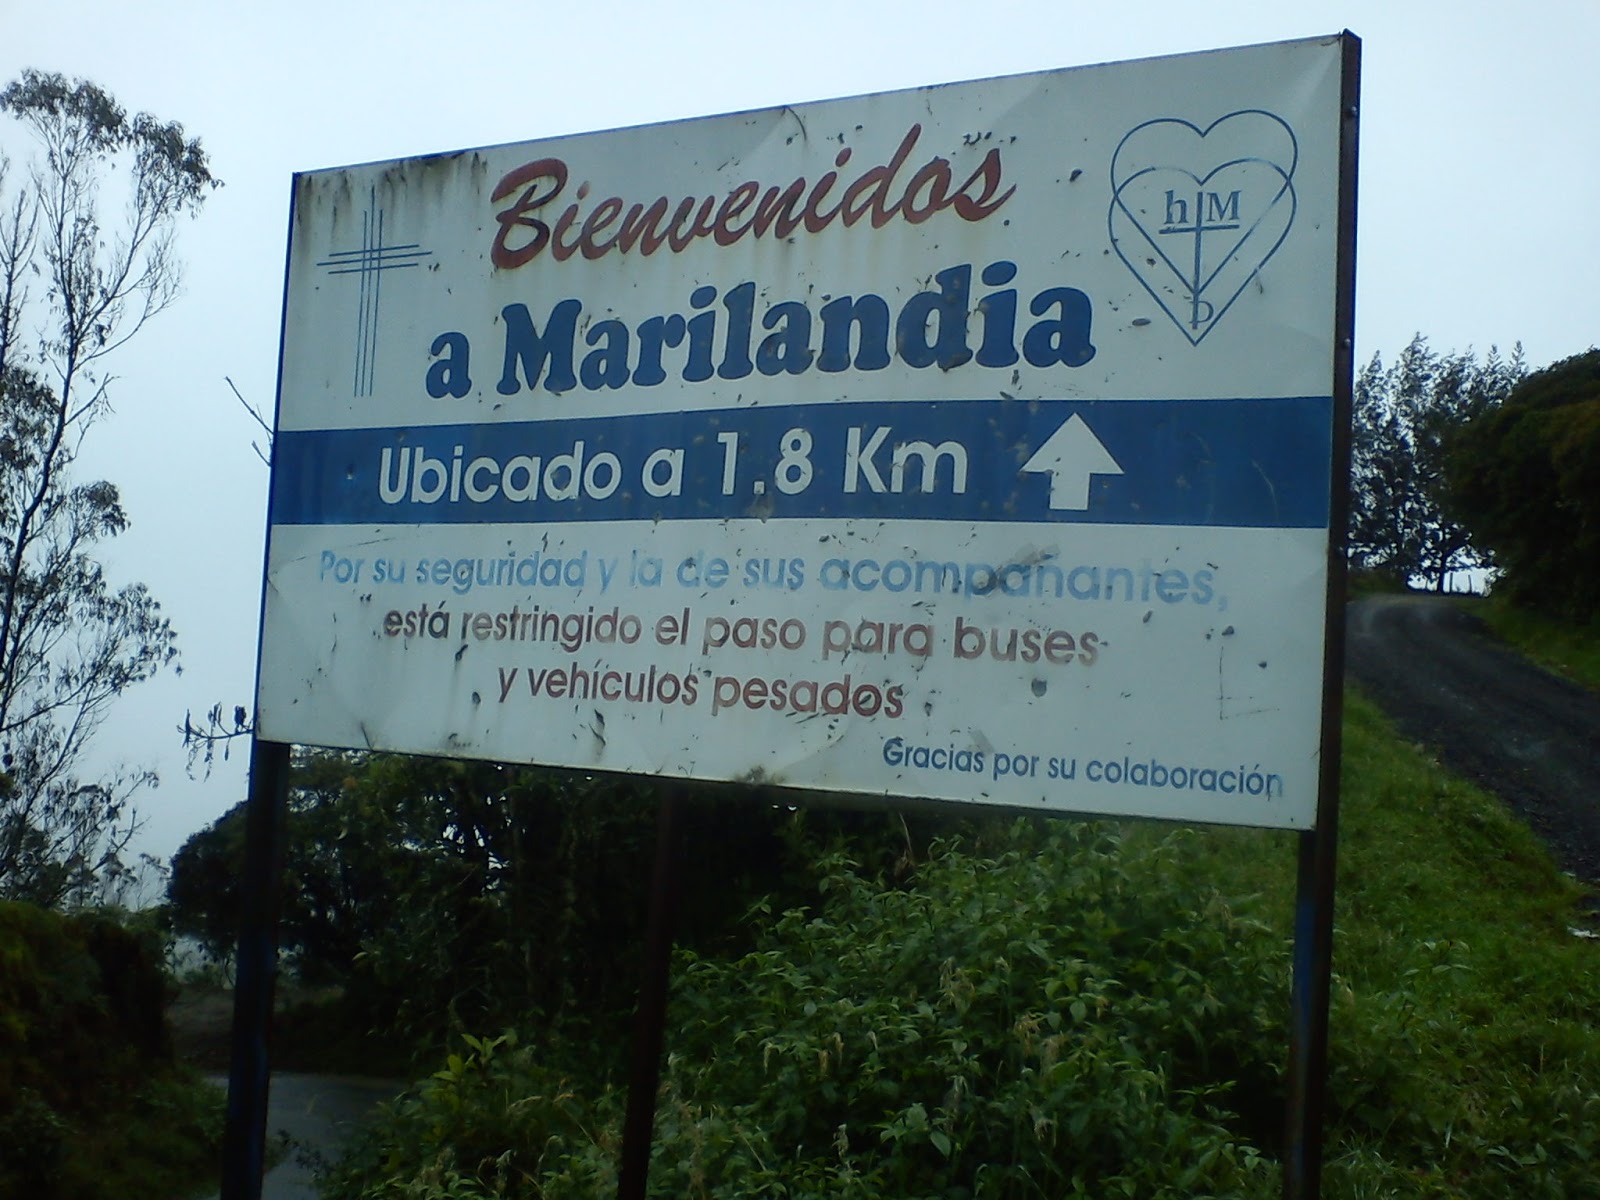 Bienvenidos
a Marilandia
h M
Ubicado a 1.8 Km
Por su seguridad y la de sus acompañantes,
está restringido el paso para buses
y vehículos pesados
Gracias por su colaboración